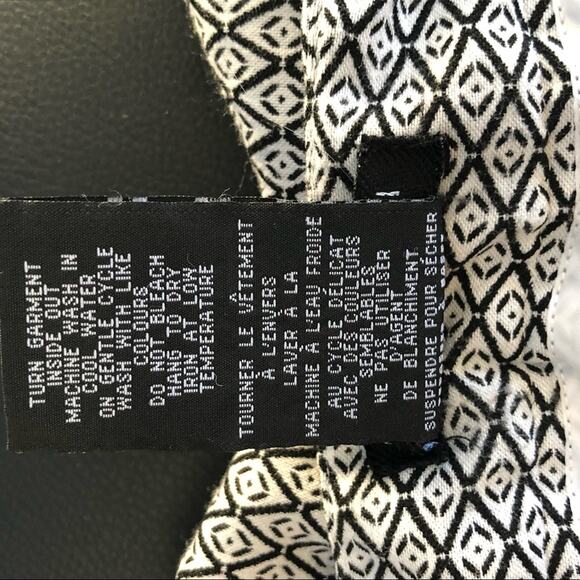 TURN GARMENT
INSIDE OUT
MACHINE WASH IN
COOL WATER
ON GENTLE CYCLE
WASH WITH LIKE
COLOURS
DO NOT BLEACH
HANG TO DRY
IRON AT LOW
TEMPERATURE
TOURNER LE VÊTEMENT
À L'ENVERS
LAVER À LA
MACHINE À L'EAU FROIDE
AU CYCLE DÉLICAT
AVEC DES COULEURS
SEMLABLES
NE PAS UTILISER
D'AGENT
DE BLANCHIMENT.
SUSPENDRE POUR SÉCHER